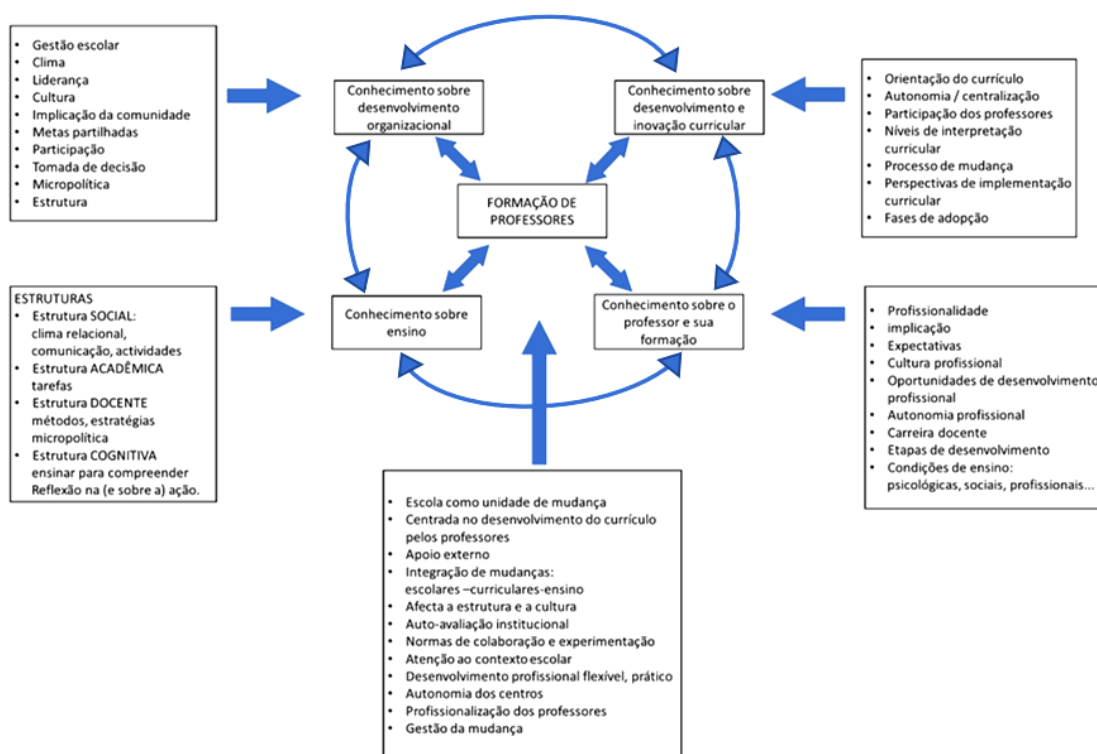 • Gestão escolar
• Clima
• Liderança
• Cultura
• Implicação da comunidade
• Metas partilhadas
• Participação
• Tomada de decisão
• Micropolítica
• Estrutura
Conhecimento sobre
desenvolvimento
organizacional
Conhecimento sobre
desenvolvimento e
inovação curricular
• Orientação do currículo
• Autonomia / centralização
• Participação dos professores
• Níveis de interpretação
curricular
• Processo de mudança
• Perspectivas de implementação
curricular
• Fases de adopção
FORMAÇÃO DE
PROFESSORES
ESTRUTURAS
• Estrutura SOCIAL:
clima relacional,
comunicação, actividades
• Estrutura ACADÊMICA
tarefas
• Estrutura DOCENTE
métodos, estratégias
micropolítica
• Estrutura COGNITIVA
ensinar para compreender
Reflexão na (e sobre a) ação.
Conhecimento sobre
ensino
Conhecimento sobre o
professor e sua
formação
• Profissionalidade
• implicação
• Expectativas
• Cultura profissional
• Oportunidades de desenvolvimento
profissional
• Autonomia profissional
• Carreira docente
• Etapas de desenvolvimento
• Condições de ensino:
psicológicas, sociais, profissionais...
• Escola como unidade de mudança
• Centrada no desenvolvimento do currículo
pelos professores
• Apoio externo
• Integração de mudanças:
escolares –curriculares-ensino
• Afecta a estrutura e a cultura
• Auto-avaliação institucional
• Normas de colaboração e experimentação
• Atenção ao contexto escolar
• Desenvolvimento profissional flexível, prático
• Autonomia dos centros
• Profissionalização dos professores
• Gestão da mudança